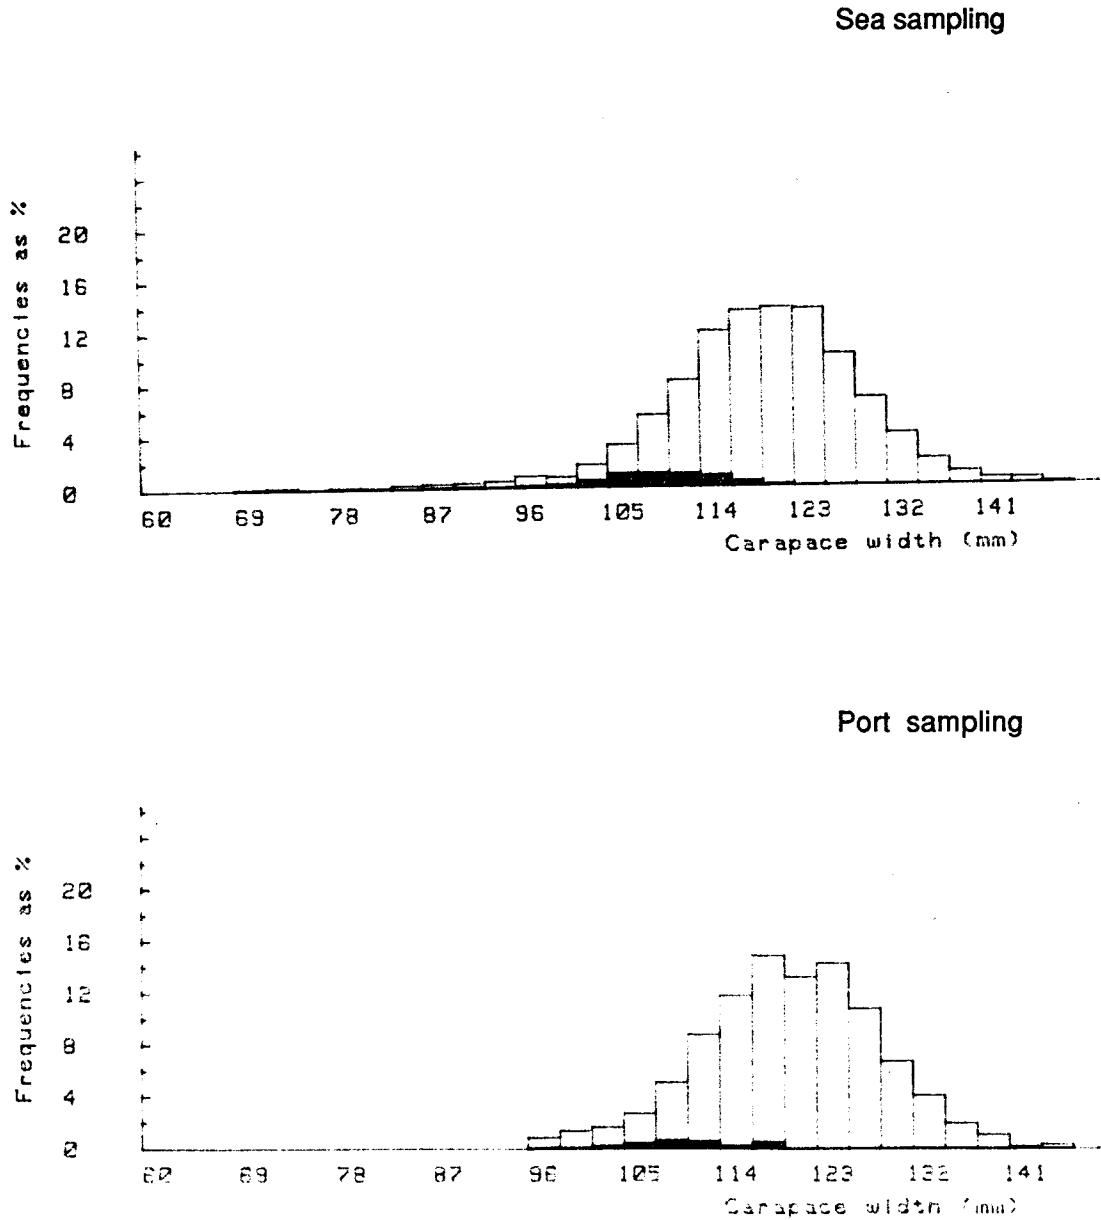 Sea sampling
Frequencies as %
20
16
12
8
4
0
60 69 78 87 96 105 114 123 132 141
Carapace width (mm)
Port sampling
Frequencies as %
20
16
12
8
4
0
60 69 78 87 96 105 114 123 132 141
Carapace width (mm)